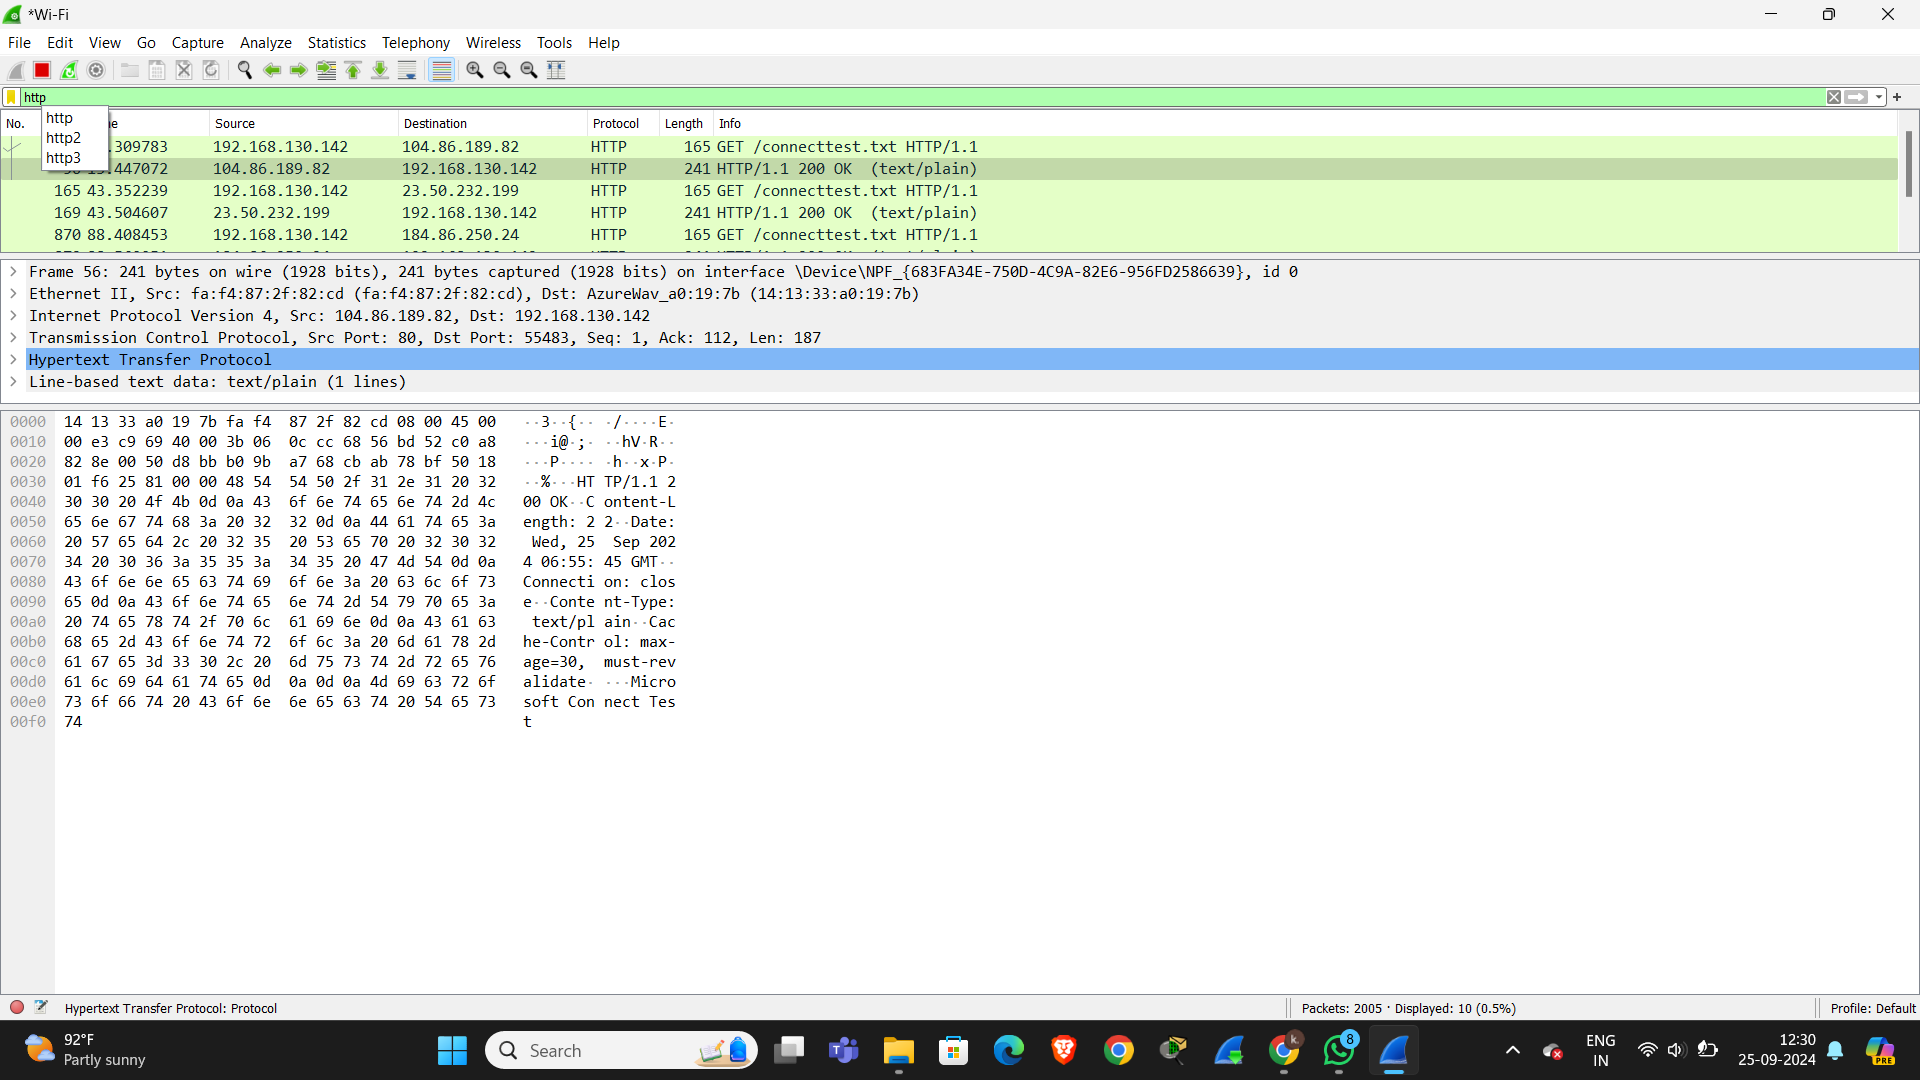 *Wi-Fi
File Edit View Go Capture Analyze Statistics Telephony Wireless Tools Help
http
http
http2
http3
No. Source Destination Protocol Length Info
.309783 192.168.130.142 104.86.189.82 HTTP 165 GET /connecttest.txt HTTP/1.1
.447072 104.86.189.82 192.168.130.142 HTTP 241 HTTP/1.1 200 OK (text/plain)
165 43.352239 192.168.130.142 23.50.232.199 HTTP 165 GET /connecttest.txt HTTP/1.1
169 43.504607 23.50.232.199 192.168.130.142 HTTP 241 HTTP/1.1 200 OK (text/plain)
870 88.408453 192.168.130.142 184.86.250.24 HTTP 165 GET /connecttest.txt HTTP/1.1
Frame 56: 241 bytes on wire (1928 bits), 241 bytes captured (1928 bits) on interface \Device\NPF_{683FA34E-750D-4C9A-82E6-956FD2586639}, id 0
Ethernet II, Src: fa:f4:87:2f:82:cd (fa:f4:87:2f:82:cd), Dst: AzureWav_a0:19:7b (14:13:33:a0:19:7b)
Internet Protocol Version 4, Src: 104.86.189.82, Dst: 192.168.130.142
Transmission Control Protocol, Src Port: 80, Dst Port: 55483, Seq: 1, Ack: 112, Len: 187
Hypertext Transfer Protocol
Line-based text data: text/plain (1 lines)
0000 14 13 33 a0 19 7b fa f4 87 2f 82 cd 08 00 45 00 ··3··{·· ·/····E·
0010 00 e3 c9 69 40 00 3b 06 0c cc 68 56 bd 52 c0 a8 ···i@·;· ··hV·R··
0020 82 8e 00 50 d8 bb b0 9b a7 68 cb ab 78 bf 50 18 ···P···· ·h··x·P·
0030 01 f6 25 81 00 00 48 54 54 50 2f 31 2e 31 20 32 ··%···HT TP/1.1 2
0040 30 30 20 4f 4b 0d 0a 43 6f 6e 74 65 6e 74 2d 4c 00 OK··C ontent-L
0050 65 6e 67 74 68 3a 20 32 32 0d 0a 44 61 74 65 3a ength: 2 2··Date:
0060 20 57 65 64 2c 20 32 35 20 53 65 70 20 32 30 32 Wed, 25 Sep 202
0070 34 20 30 36 3a 35 35 3a 34 35 20 47 4d 54 0d 0a 4 06:55: 45 GMT··
0080 43 6f 6e 6e 65 63 74 69 6f 6e 3a 20 63 6c 6f 73 Connecti on: clos
0090 65 0d 0a 43 6f 6e 74 65 6e 74 2d 54 79 70 65 3a e··Conte nt-Type:
00a0 20 74 65 78 74 2f 70 6c 61 69 6e 0d 0a 43 61 63 text/pl ain··Cac
00b0 68 65 2d 43 6f 6e 74 72 6f 6c 3a 20 6d 61 78 2d he-Contr ol: max-
00c0 61 67 65 3d 33 30 2c 20 6d 75 73 74 2d 72 65 76 age=30, must-rev
00d0 61 6c 69 64 61 74 65 0d 0a 0d 0a 4d 69 63 72 6f alidate· ···Micro
00e0 73 6f 66 74 20 43 6f 6e 6e 65 63 74 20 54 65 73 soft Con nect Tes
00f0 74 t
Hypertext Transfer Protocol: Protocol Packets: 2005 · Displayed: 10 (0.5%) Profile: Default
92°F
Partly sunny
Search
8
ENG
IN
12:30
25-09-2024
PRE